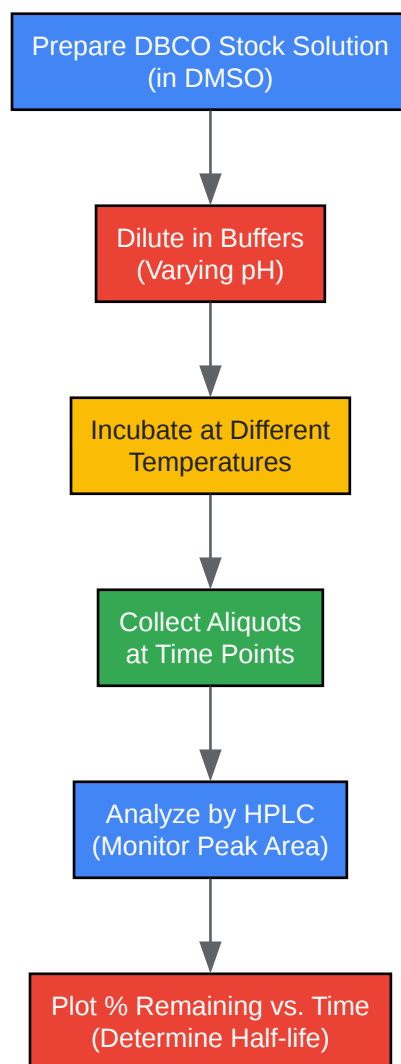 Prepare DBCO Stock Solution
(in DMSO)
Dilute in Buffers
(Varying pH)
Incubate at Different
Temperatures
Collect Aliquots
at Time Points
Analyze by HPLC
(Monitor Peak Area)
Plot % Remaining vs. Time
(Determine Half-life)